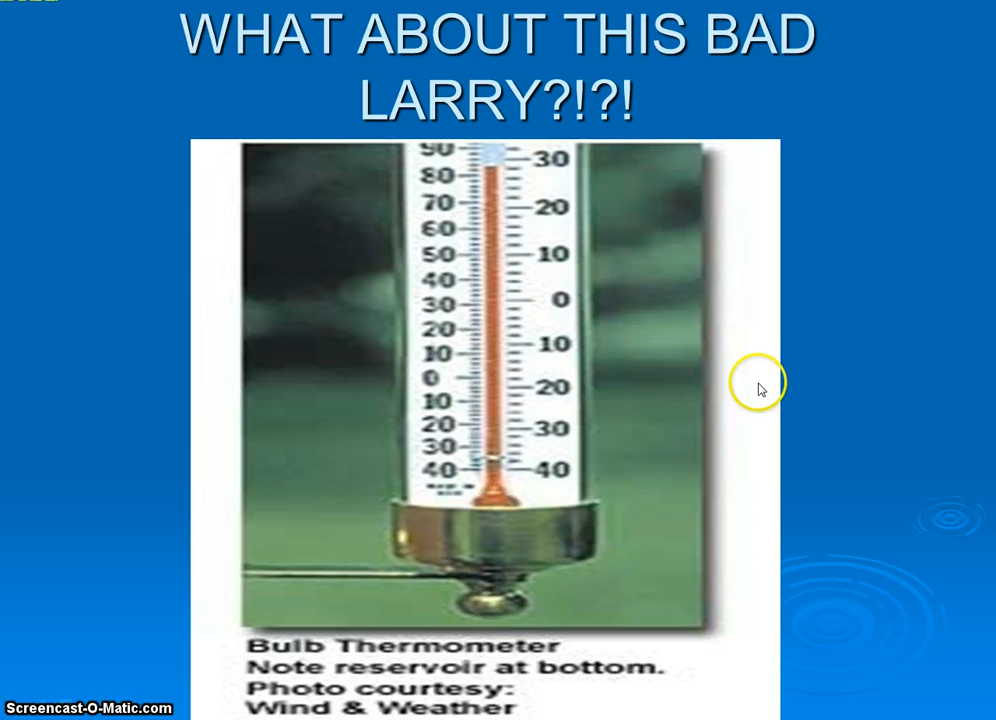 WHAT ABOUT THIS BAD
LARRY?!?!
90 30
80
70 20
60
50 10
40
30 0
20
10 10
0 20
10
20 30
30
40 40
Bulb Thermometer
Note reservoir at bottom.
Photo courtesy:
Wind & Weather
Screencast-O-Matic.com